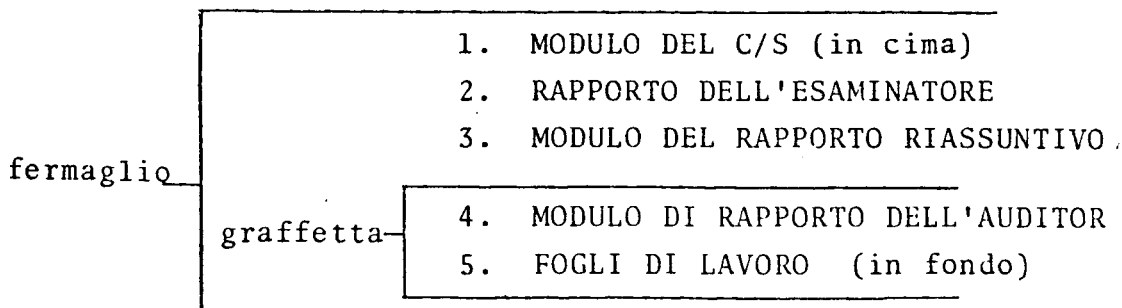 1. MODULO DEL C/S (in cima)
2. RAPPORTO DELL'ESAMINATORE
3. MODULO DEL RAPPORTO RIASSUNTIVO
fermaglio
4. MODULO DI RAPPORTO DELL'AUDITOR
graffetta
5. FOGLI DI LAVORO (in fondo)